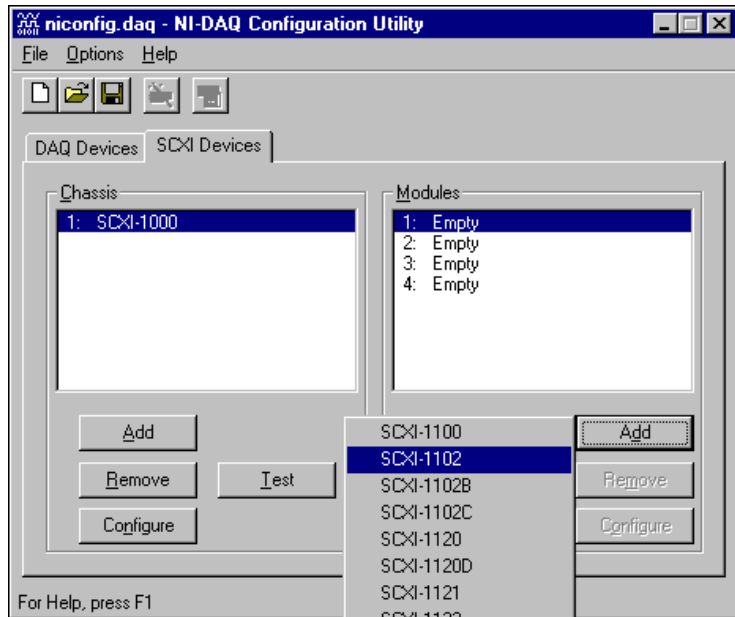 niconfig.daq - NI-DAQ Configuration Utility
File Options Help
DAQ Devices SCXI Devices
Chassis
1: SCXI-1000
Modules
1: Empty
2: Empty
3: Empty
4: Empty
Add
Remove
Test
Configure
SCXI-1100
SCXI-1102
SCXI-1102B
SCXI-1102C
SCXI-1120
SCXI-1120D
SCXI-1121
Add
Remove
Configure
For Help, press F1